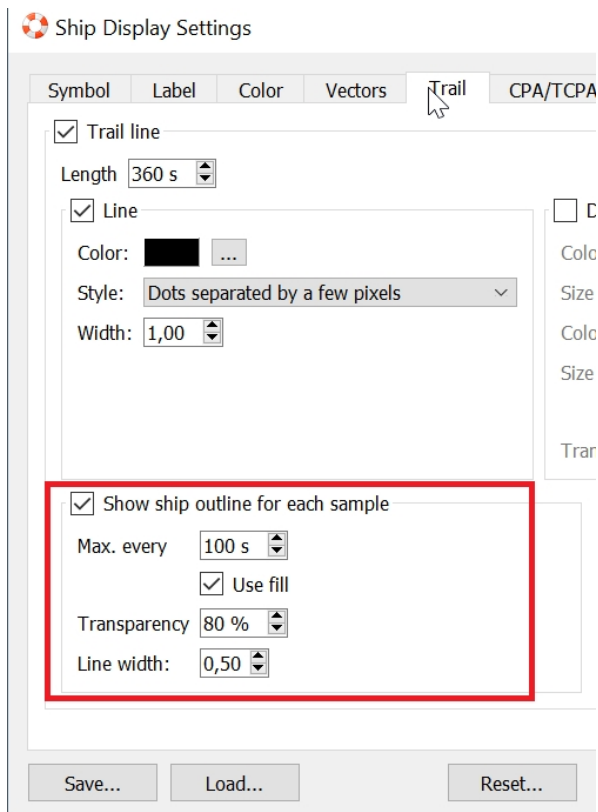 Ship Display Settings
Symbol Label Color Vectors Trail CPA/TCPA
Trail line
Length 360 s
Line D
Color: ... Colo
Style: Dots separated by a few pixels Size
Width: 1,00 Colo
Size
Tran
Show ship outline for each sample
Max. every 100 s
Use fill
Transparency 80 %
Line width: 0,50
Save... Load... Reset...